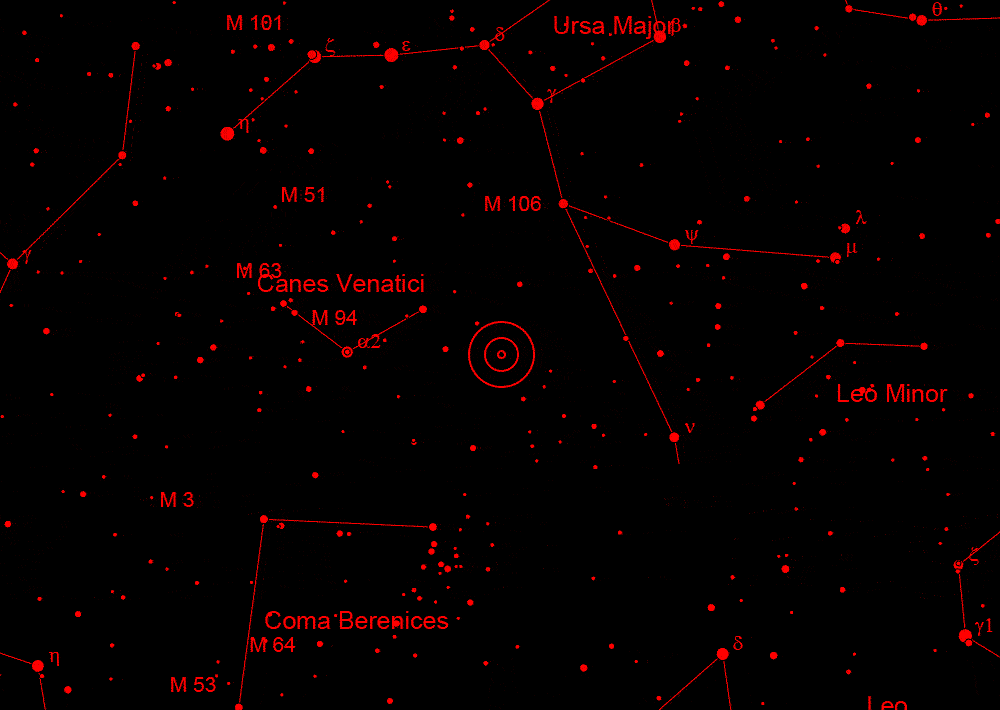 θ
M 101
Ursa Major
β
ζ
ε
δ
γ
η
M 51
M 106
λ
ψ
μ
γ
M 63
Canes Venatici
M 94
α2
Leo Minor
ν
M 3
ζ
Coma Berenices
γ1
M 64
δ
η
M 53
Leo